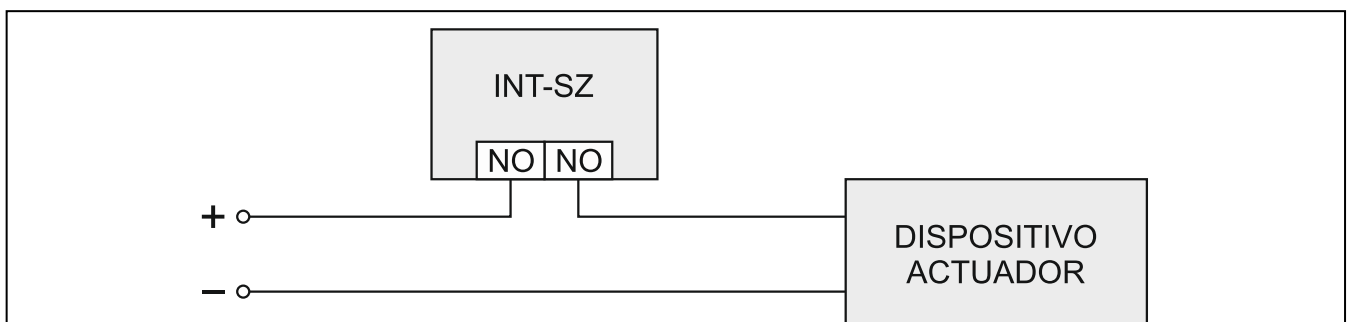 INT-SZ
NO NO
+
DISPOSITIVO
ACTUADOR
–